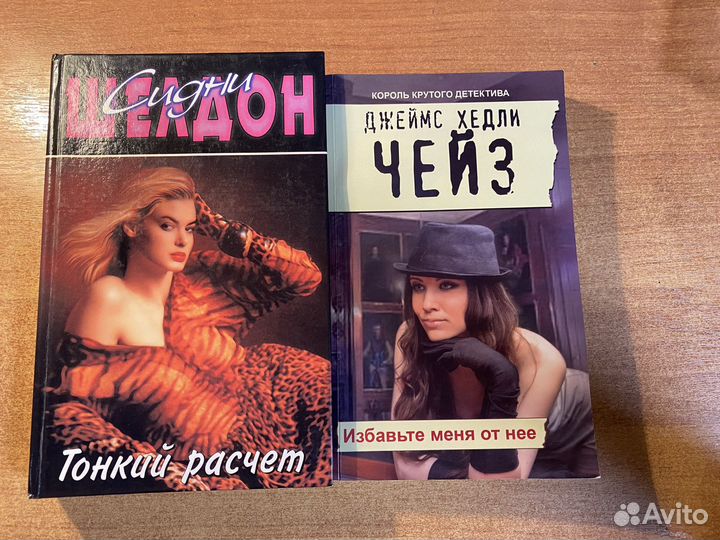 Сидни
ШЕЛДОН
Тонкий расчет
КОРОЛЬ КРУТОГО ДЕТЕКТИВА
ДЖЕЙМС ХЕДЛИ
ЧЕЙЗ
Избавьте меня от нее
Avito